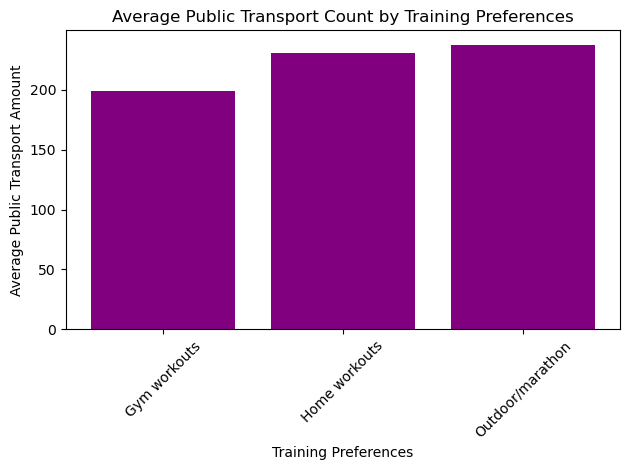 Average Public Transport Count by Training Preferences
Average Public Transport Amount
200
150
100
50
0
Gym workouts
Home workouts
Outdoor/marathon
Training Preferences